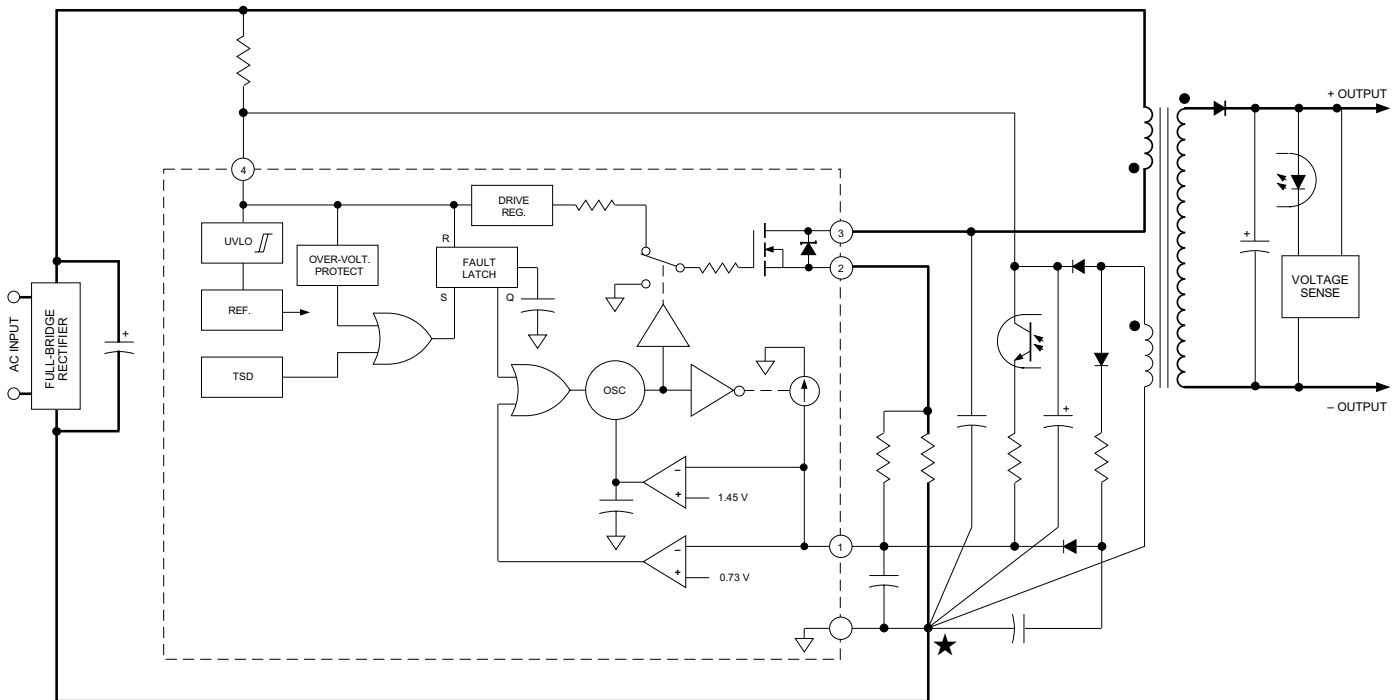 + OUTPUT
4
DRIVE
REG.
R
UVLO
OVER-VOLT.
PROTECT
FAULT
LATCH
3
2
+
VOLTAGE
SENSE
AC INPUT
FULL-BRIDGE
RECTIFIER
+
REF.
S
Q
TSD
OSC
– OUTPUT
+
–
+
1.45 V
1
–
+
0.73 V